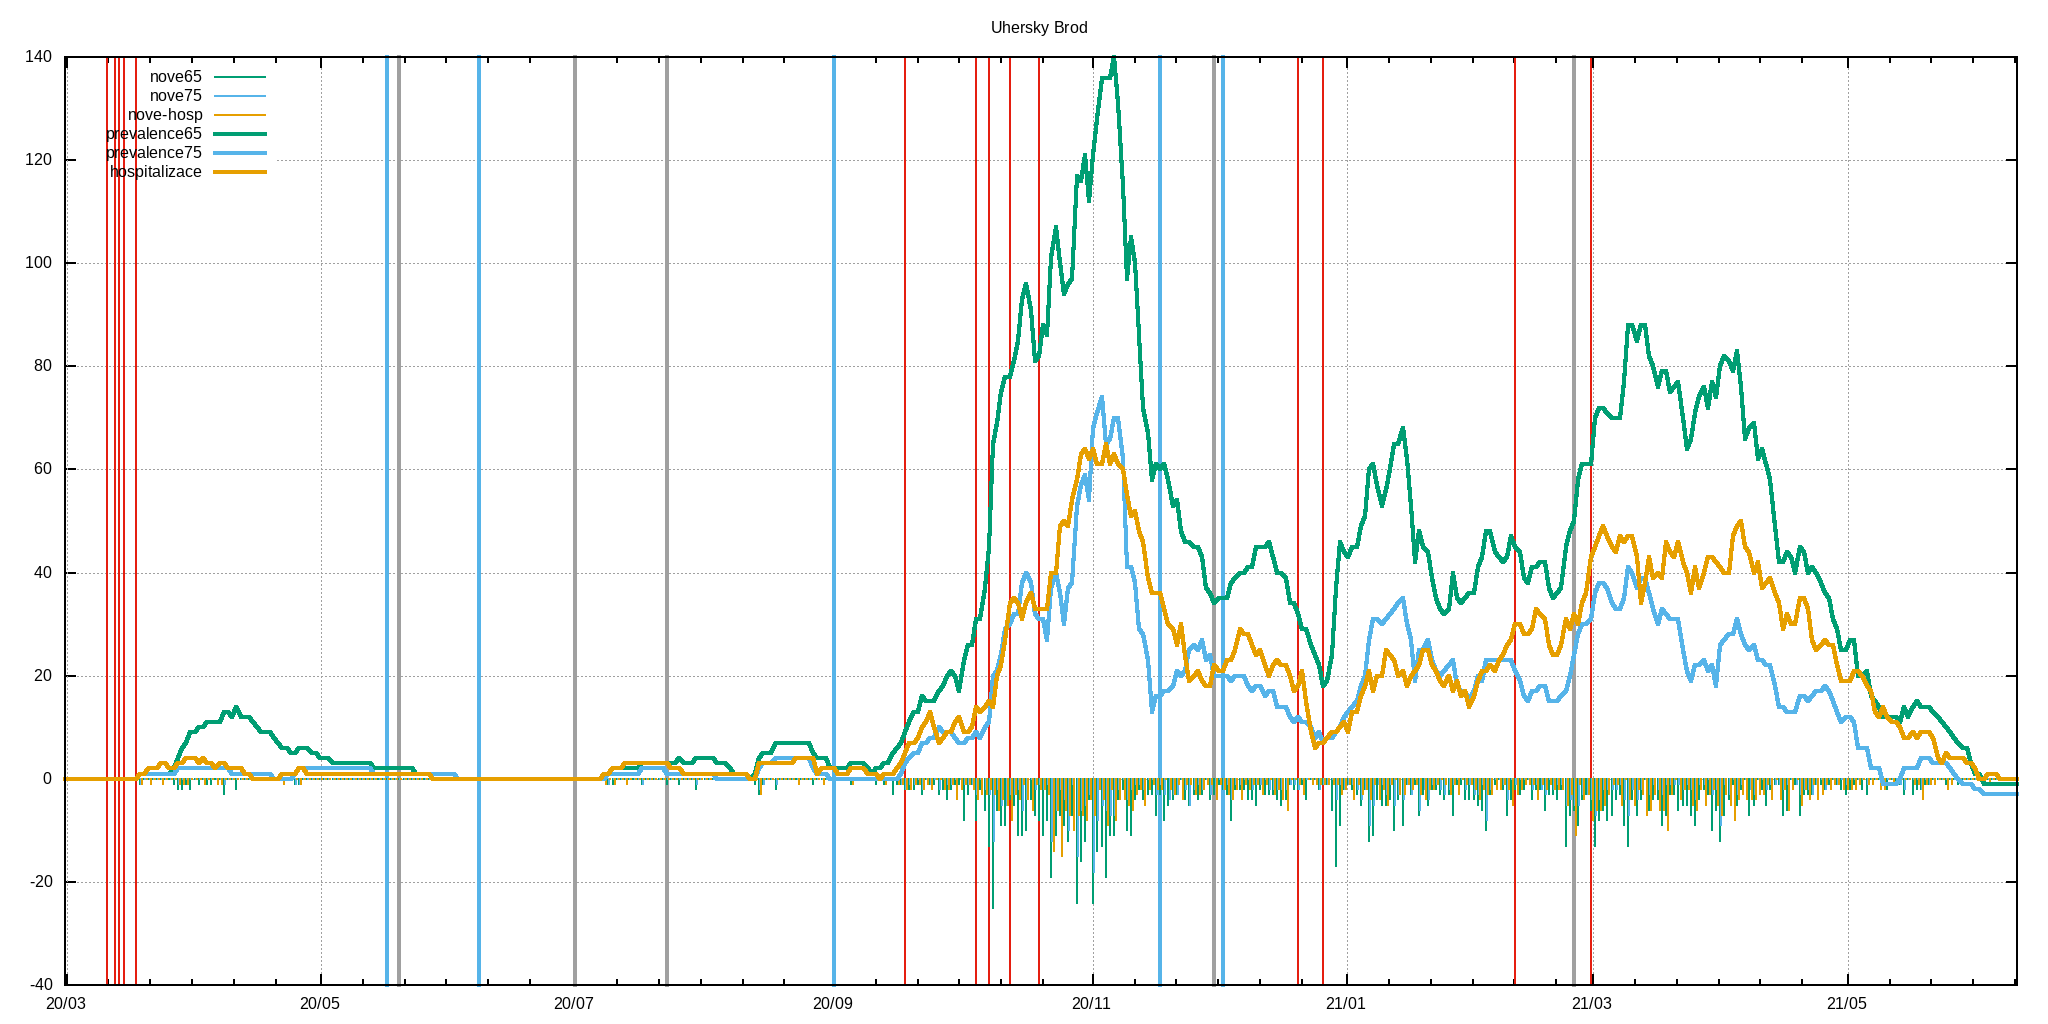 Uhersky Brod
140
120
100
80
60
40
20
0
-20
-40
nove65
nove75
nove-hosp
prevalence65
prevalence75
hospitalizace
20/03 20/05 20/07 20/09 20/11 21/01 21/03 21/05